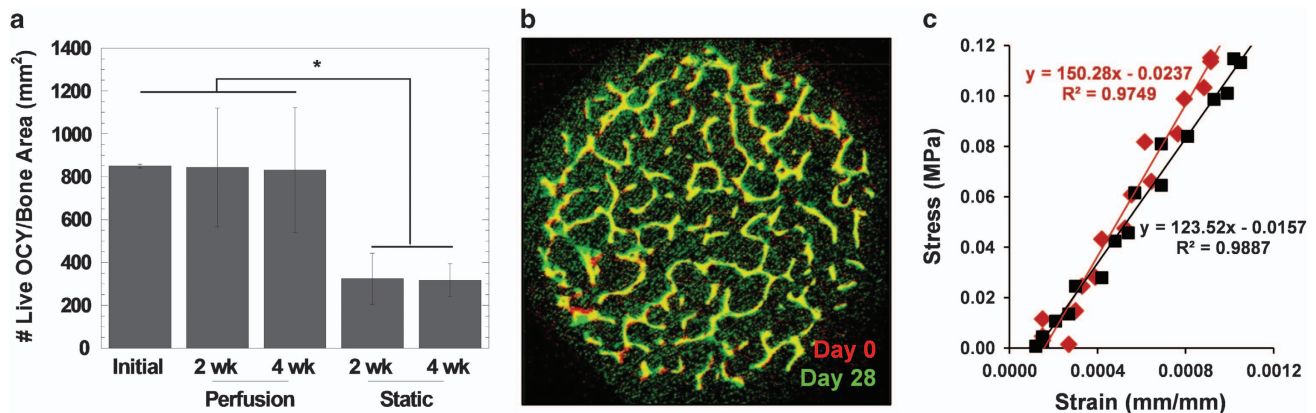 a
# Live OCY/Bone Area (mm²)
1400
1200
1000
800
600
400
200
0
*
Initial
2 wk
4 wk
2 wk
4 wk
Perfusion
Static
b
Day 0
Day 28
c
Stress (MPa)
0.12
0.10
0.08
0.06
0.04
0.02
0.00
y = 150.28x - 0.0237
R² = 0.9749
y = 123.52x - 0.0157
R² = 0.9887
0.0000
0.0004
0.0008
0.0012
Strain (mm/mm)